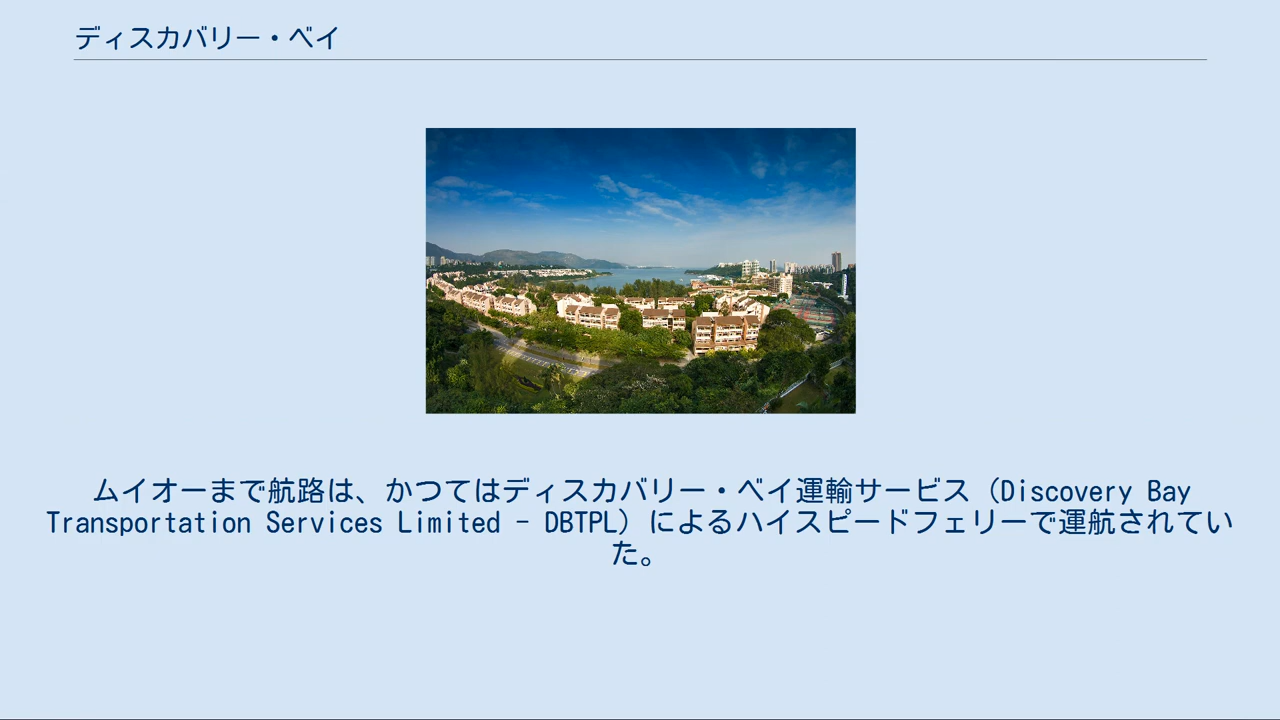 ディスカバリー・ベイ
ムイオーまで航路は、かつてはディスカバリー・ベイ運輸サービス（Discovery Bay
Transportation Services Limited - DBTPL）によるハイスピードフェリーで運航されてい
た。